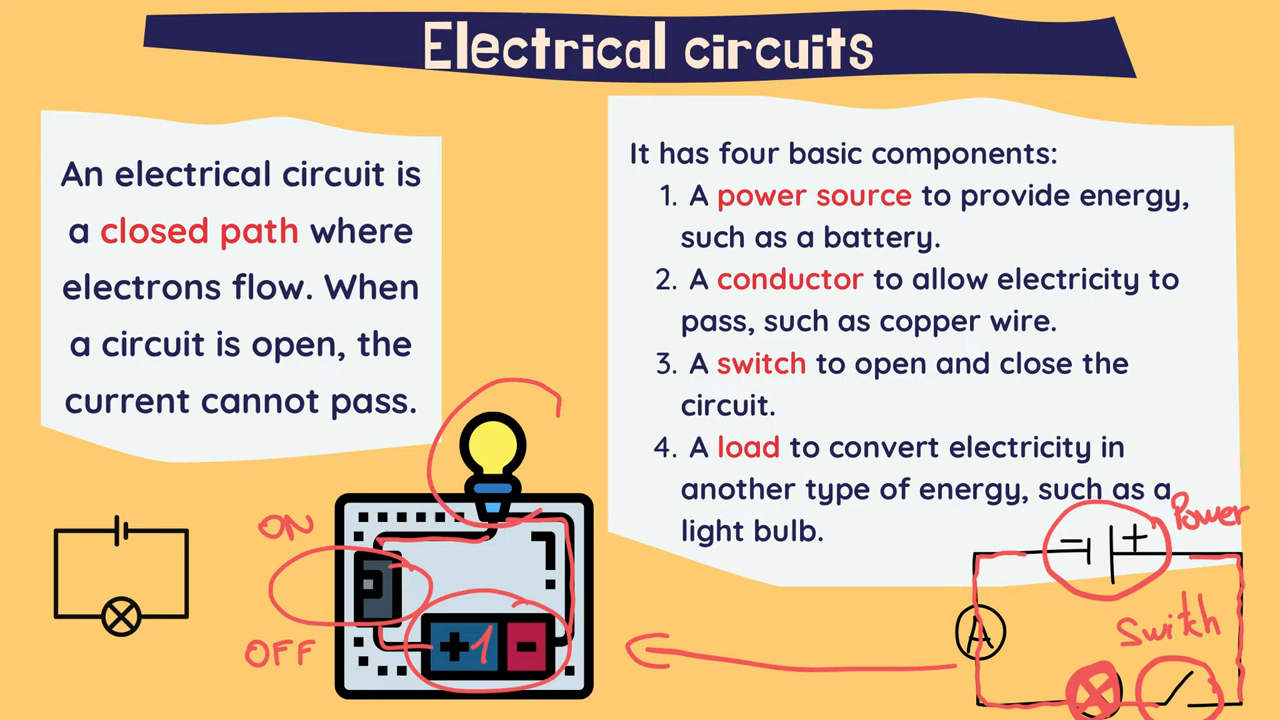 Electrical circuits
An electrical circuit is
a closed path where
electrons flow. When
a circuit is open, the
current cannot pass.
It has four basic components:
1. A power source to provide energy,
such as a battery.
2. A conductor to allow electricity to
pass, such as copper wire.
3. A switch to open and close the
circuit.
4. A load to convert electricity in
another type of energy, such as a
light bulb.
ON
OFF
+ 1 -
- +
Power
A
Switch